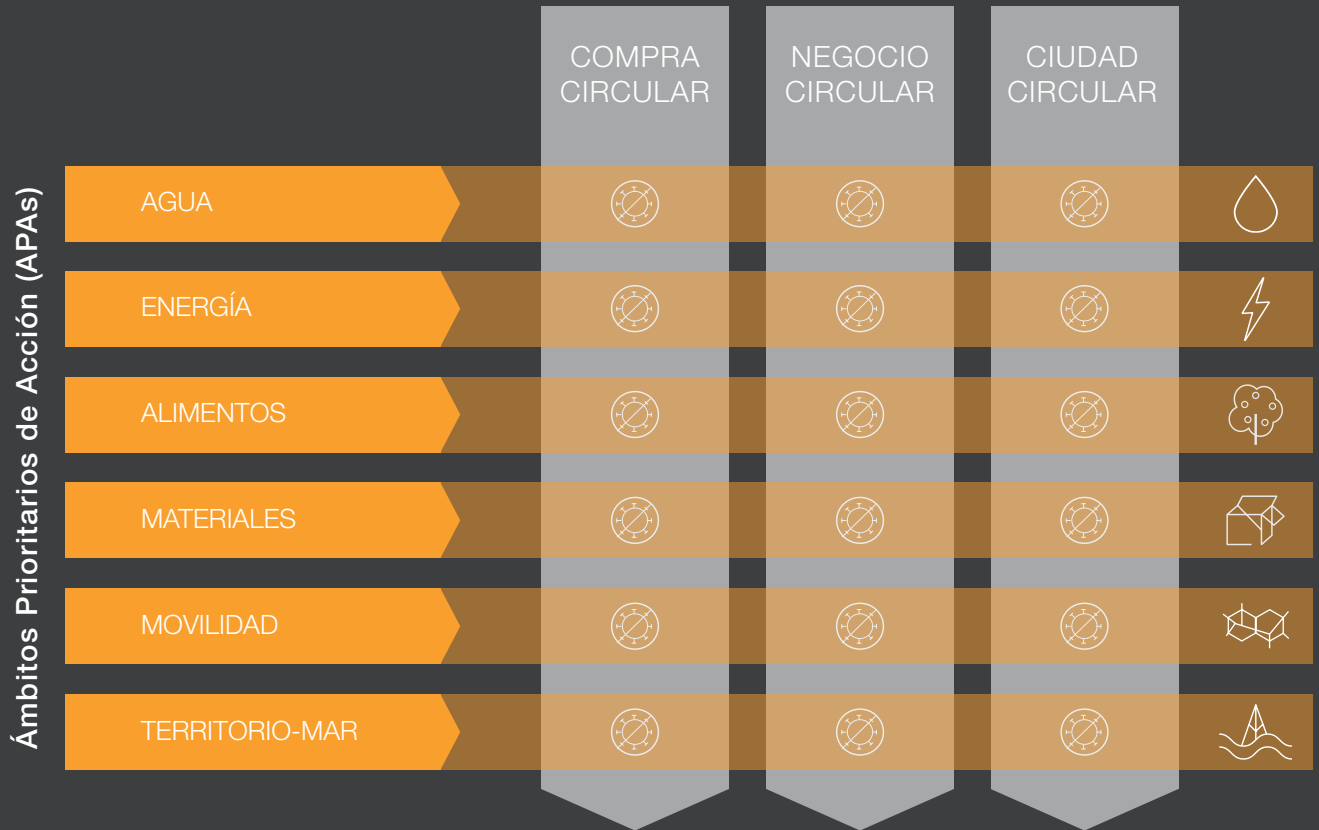 COMPRA
CIRCULAR
NEGOCIO
CIRCULAR
CIUDAD
CIRCULAR
Ámbitos Prioritarios de Acción (APAs)
AGUA
ENERGÍA
ALIMENTOS
MATERIALES
MOVILIDAD
TERRITORIO-MAR